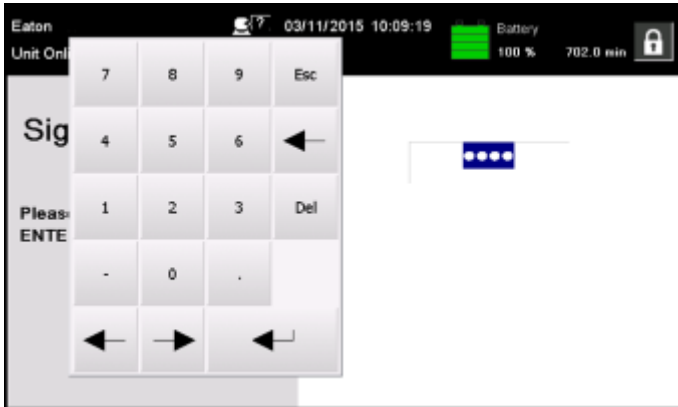 Eaton ? 03/11/2015 10:09:19 Battery
Unit Onli 100 % 702.0 min
7 8 9 Esc
Sig
4 5 6
1 2 3 Del
Pleas
ENTE
- 0 .